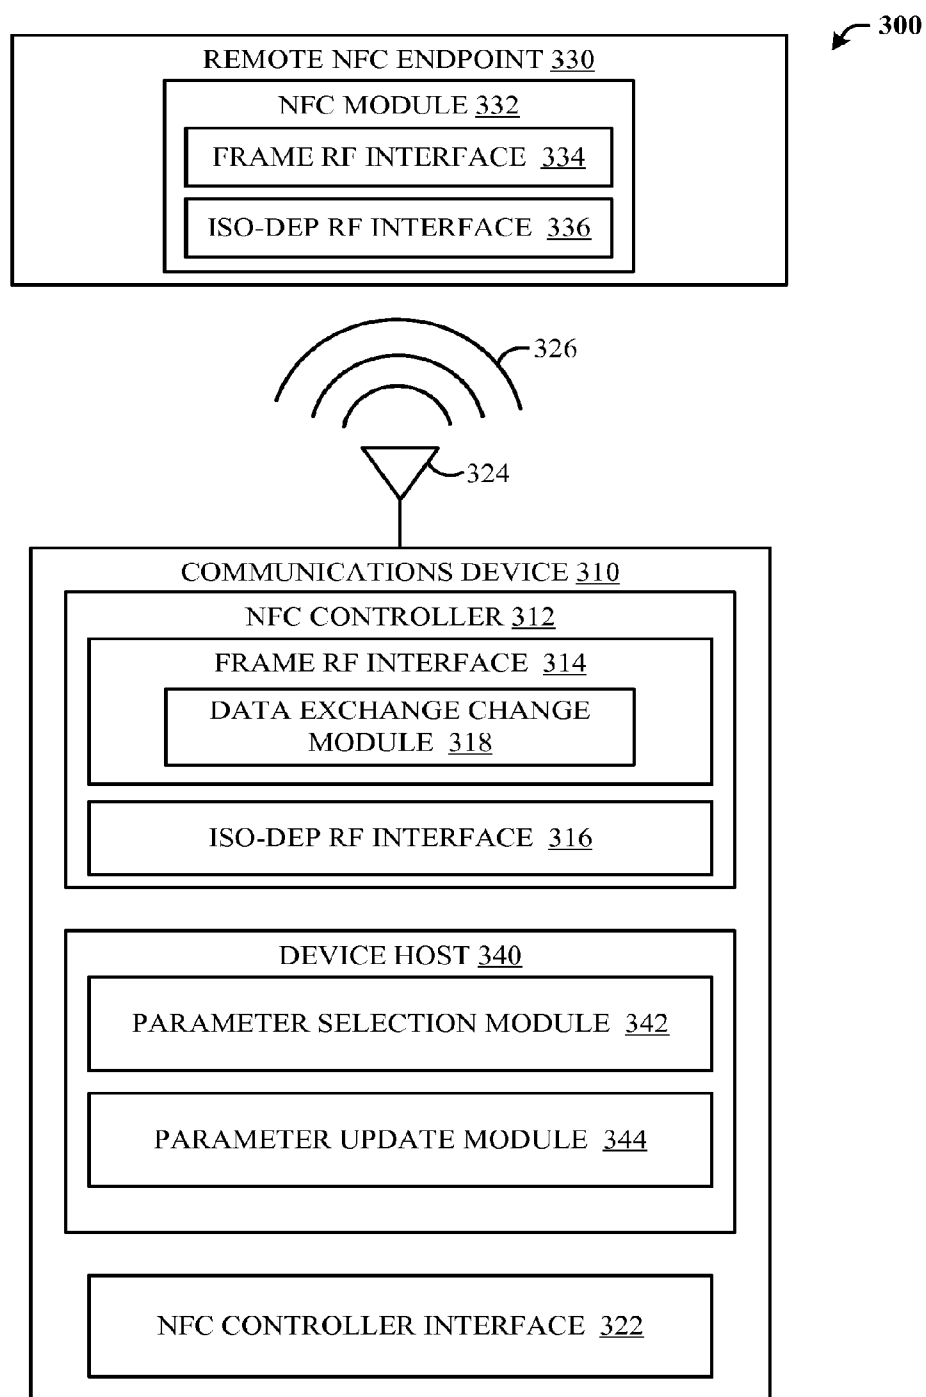 300
REMOTE NFC ENDPOINT 330
NFC MODULE 332
FRAME RF INTERFACE 334
ISO-DEP RF INTERFACE 336
326
324
COMMUNICATIONS DEVICE 310
NFC CONTROLLER 312
FRAME RF INTERFACE 314
DATA EXCHANGE CHANGE
MODULE 318
ISO-DEP RF INTERFACE 316
DEVICE HOST 340
PARAMETER SELECTION MODULE 342
PARAMETER UPDATE MODULE 344
NFC CONTROLLER INTERFACE 322